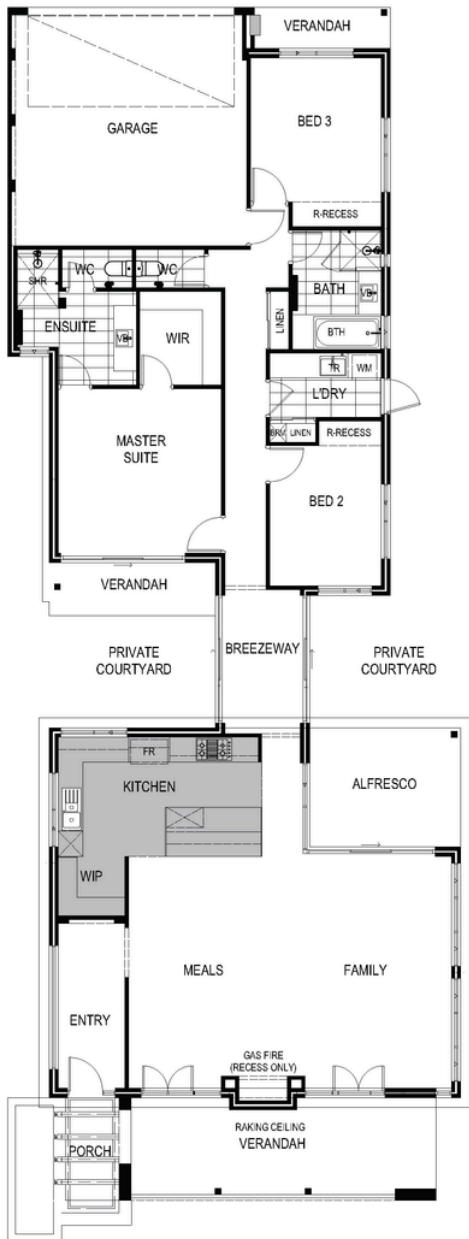 VERANDAH
GARAGE
BED 3
R-RECESS
SHR
WC
WC
BATH
VB
ENSUITE
VB
WIR
LINEN
BTH
TR
WM
L'DRY
BRM
LINEN
R-RECESS
MASTER
SUITE
BED 2
VERANDAH
BREEZEWAY
PRIVATE
COURTYARD
PRIVATE
COURTYARD
FR
KITCHEN
ALFRESCO
WIP
MEALS
FAMILY
ENTRY
GAS FIRE
(RECESS ONLY)
RAKING CEILING
VERANDAH
PORCH